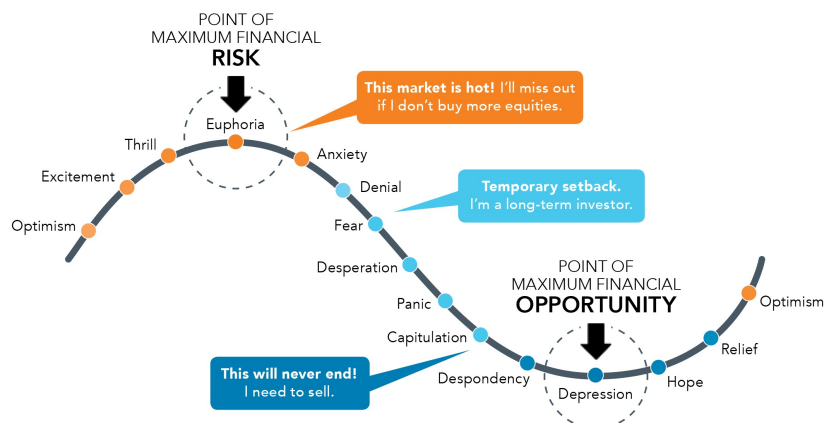 POINT OF
MAXIMUM FINANCIAL
RISK
This market is hot! I’ll miss out
if I don’t buy more equities.
Euphoria
Thrill
Anxiety
Excitement
Denial
Temporary setback.
I’m a long-term investor.
Optimism
Fear
Desperation
POINT OF
MAXIMUM FINANCIAL
OPPORTUNITY
Panic
Optimism
Capitulation
Relief
This will never end!
I need to sell.
Despondency
Hope
Depression